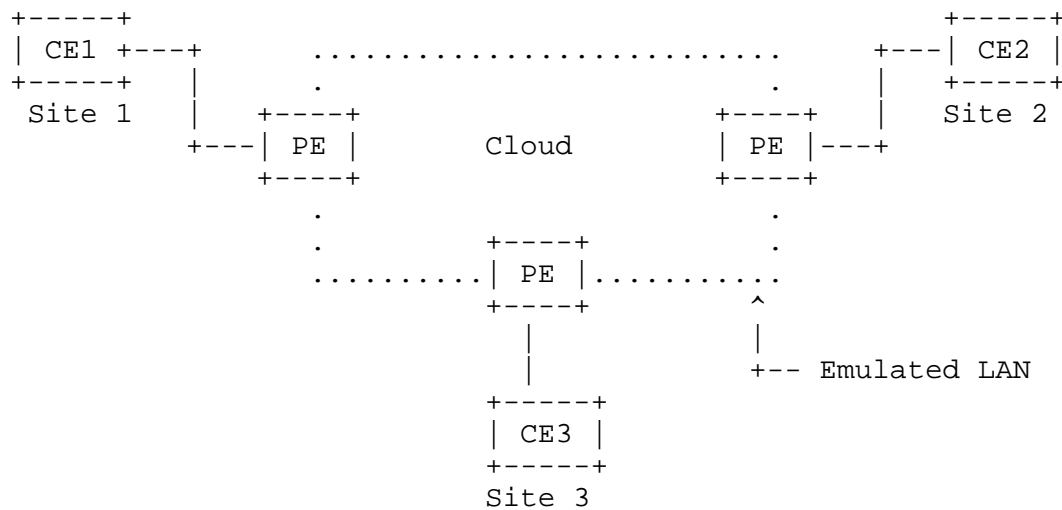 +-----+                                                  +-----+
| CE1 +---+      ............................       +---| CE2 |
+-----+    |      .                          .       |   +-----+
 Site 1    |   +----+                     +----+    |    Site 2
           +---| PE |        Cloud        | PE |---+
               +----+                     +----+
                  .                          .
                  .         +----+           .
                  ..........| PE |...........
                            +----+         ^
                              |            |
                              |            +-- Emulated LAN
                            +-----+
                            | CE3 |
                            +-----+
                            Site 3